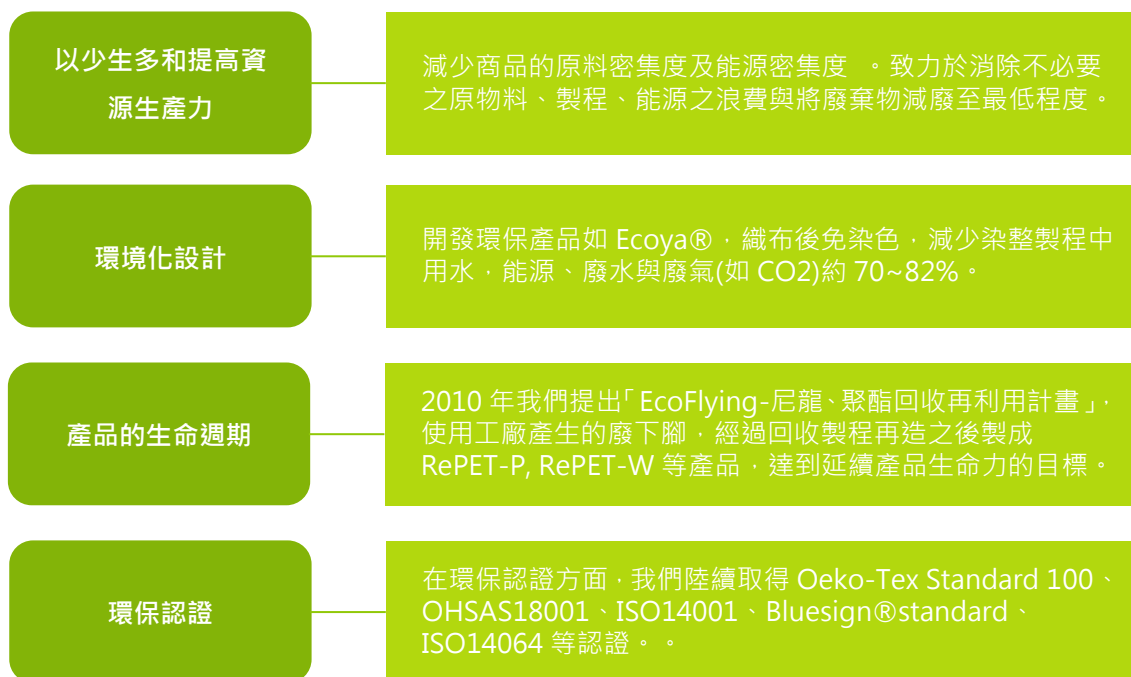 以少生多和提高資
源生產力
減少商品的原料密集度及能源密集度 。致力於消除不必要
之原物料、製程、能源之浪費與將廢棄物減廢至最低程度。
環境化設計
開發環保產品如 Ecoya®，織布後免染色，減少染整製程中
用水，能源、廢水與廢氣(如 CO2)約 70~82%。
產品的生命週期
2010 年我們提出「EcoFlying-尼龍、聚酯回收再利用計畫」，
使用工廠產生的廢下腳，經過回收製程再造之後製成
RePET-P, RePET-W 等產品，達到延續產品生命力的目標。
環保認證
在環保認證方面，我們陸續取得 Oeko-Tex Standard 100、
OHSAS18001、ISO14001、Bluesign®standard、
ISO14064 等認證。。